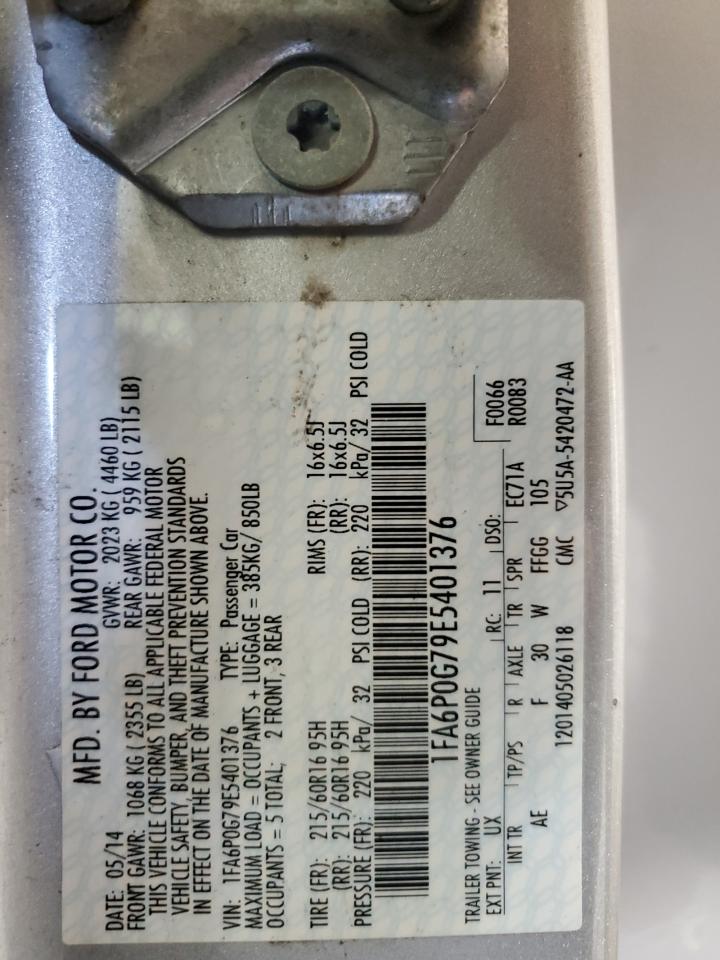 MFD. BY FORD MOTOR CO.
DATE: 05/14 GVWR: 2023 KG ( 4460 LB)
FRONT GAWR: 1068 KG ( 2355 LB) REAR GAWR: 959 KG ( 2115 LB)
THIS VEHICLE CONFORMS TO ALL APPLICABLE FEDERAL MOTOR
VEHICLE SAFETY, BUMPER, AND THEFT PREVENTION STANDARDS
IN EFFECT ON THE DATE OF MANUFACTURE SHOWN ABOVE.
VIN: 1FA6P0G79E5401376 TYPE: Passenger Car
MAXIMUM LOAD = OCCUPANTS + LUGGAGE = 385KG/ 850LB
OCCUPANTS = 5 TOTAL; 2 FRONT, 3 REAR
TIRE (FR): 215/60R16 95H RIMS (FR): 16x6.5J
(RR): 215/60R16 95H (RR): 16x6.5J
PRESSURE (FR): 220 kPa/ 32 PSI COLD (RR): 220 kPa/ 32 PSI COLD
1FA6P0G79E5401376
TRAILER TOWING - SEE OWNER GUIDE
EXT PNT: UX RC: 11 DSO: F0066
INT TR TP/PS R AXLE TR SPR EC71A R0083
AE F 30 W FFGG 105
1201405026118 CMC ▽5U5A-5420472-AA